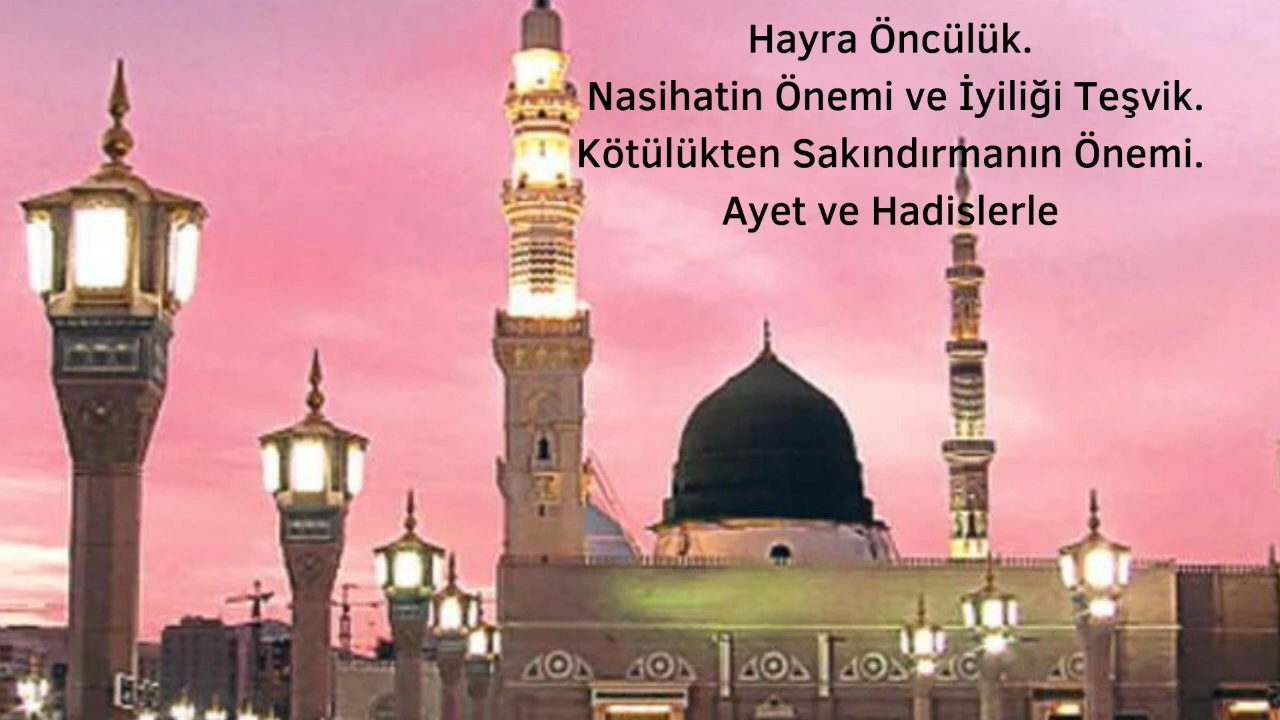 Hayra Öncülük.
Nasihatin Önemi ve İyiliği Teşvik.
Kötülükten Sakındırmanın Önemi.
Ayet ve Hadislerle